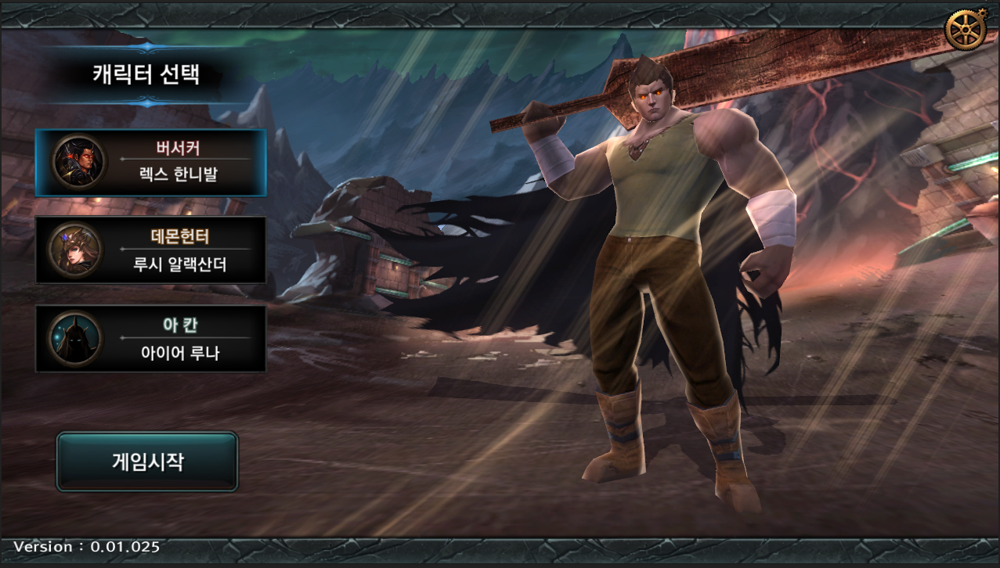 캐릭터 선택
버서커
렉스 한니발
데몬헌터
루시 알랙산더
아 칸
아이어 루나
게임시작
Version : 0.01.025